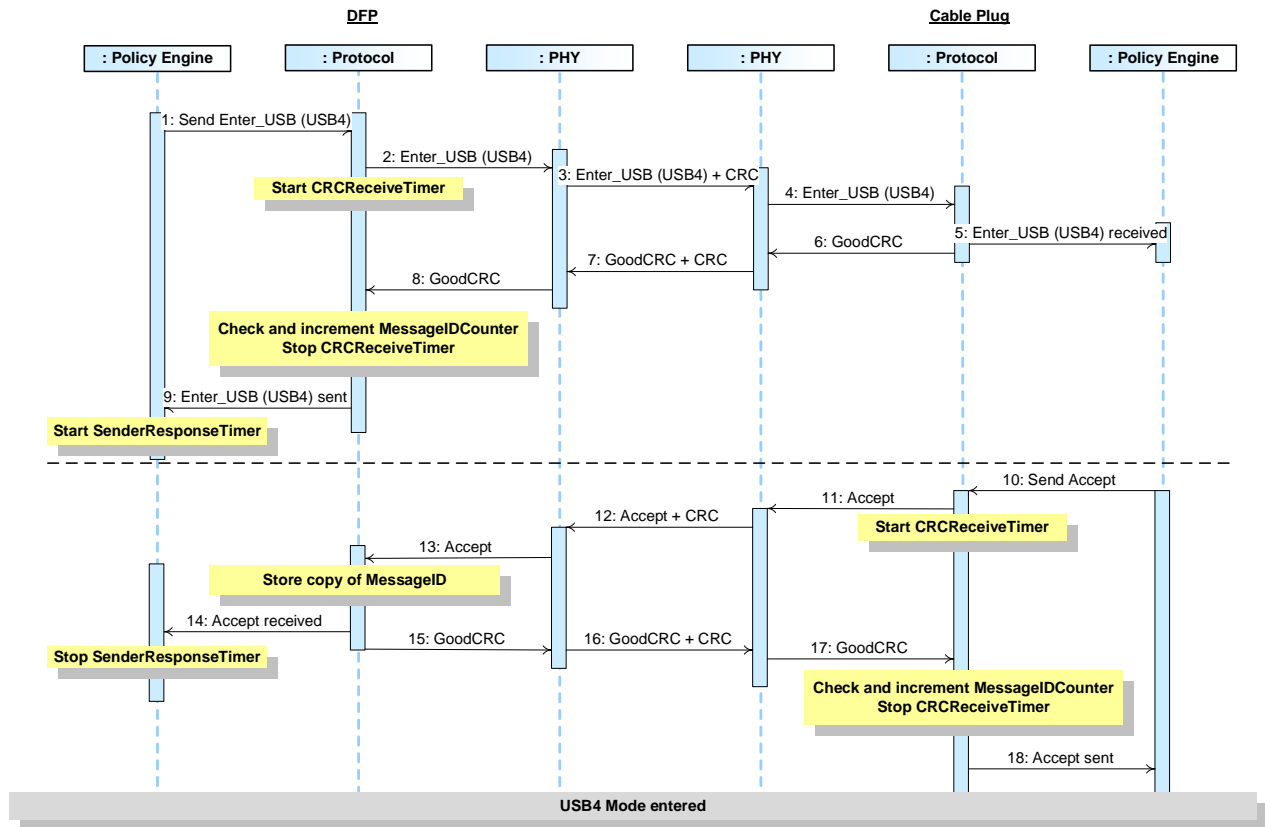 DFP
Cable Plug
: Policy Engine
: Protocol
: PHY
: PHY
: Protocol
: Policy Engine
1: Send Enter_USB (USB4)
2: Enter_USB (USB4)
Start CRCReceiveTimer
3: Enter_USB (USB4) + CRC
4: Enter_USB (USB4)
5: Enter_USB (USB4) received
6: GoodCRC
7: GoodCRC + CRC
8: GoodCRC
Check and increment MessageIDCounter
Stop CRCReceiveTimer
9: Enter_USB (USB4) sent
Start SenderResponseTimer
10: Send Accept
11: Accept
Start CRCReceiveTimer
12: Accept + CRC
13: Accept
Store copy of MessageID
14: Accept received
15: GoodCRC
16: GoodCRC + CRC
17: GoodCRC
Stop SenderResponseTimer
Check and increment MessageIDCounter
Stop CRCReceiveTimer
18: Accept sent
USB4 Mode entered